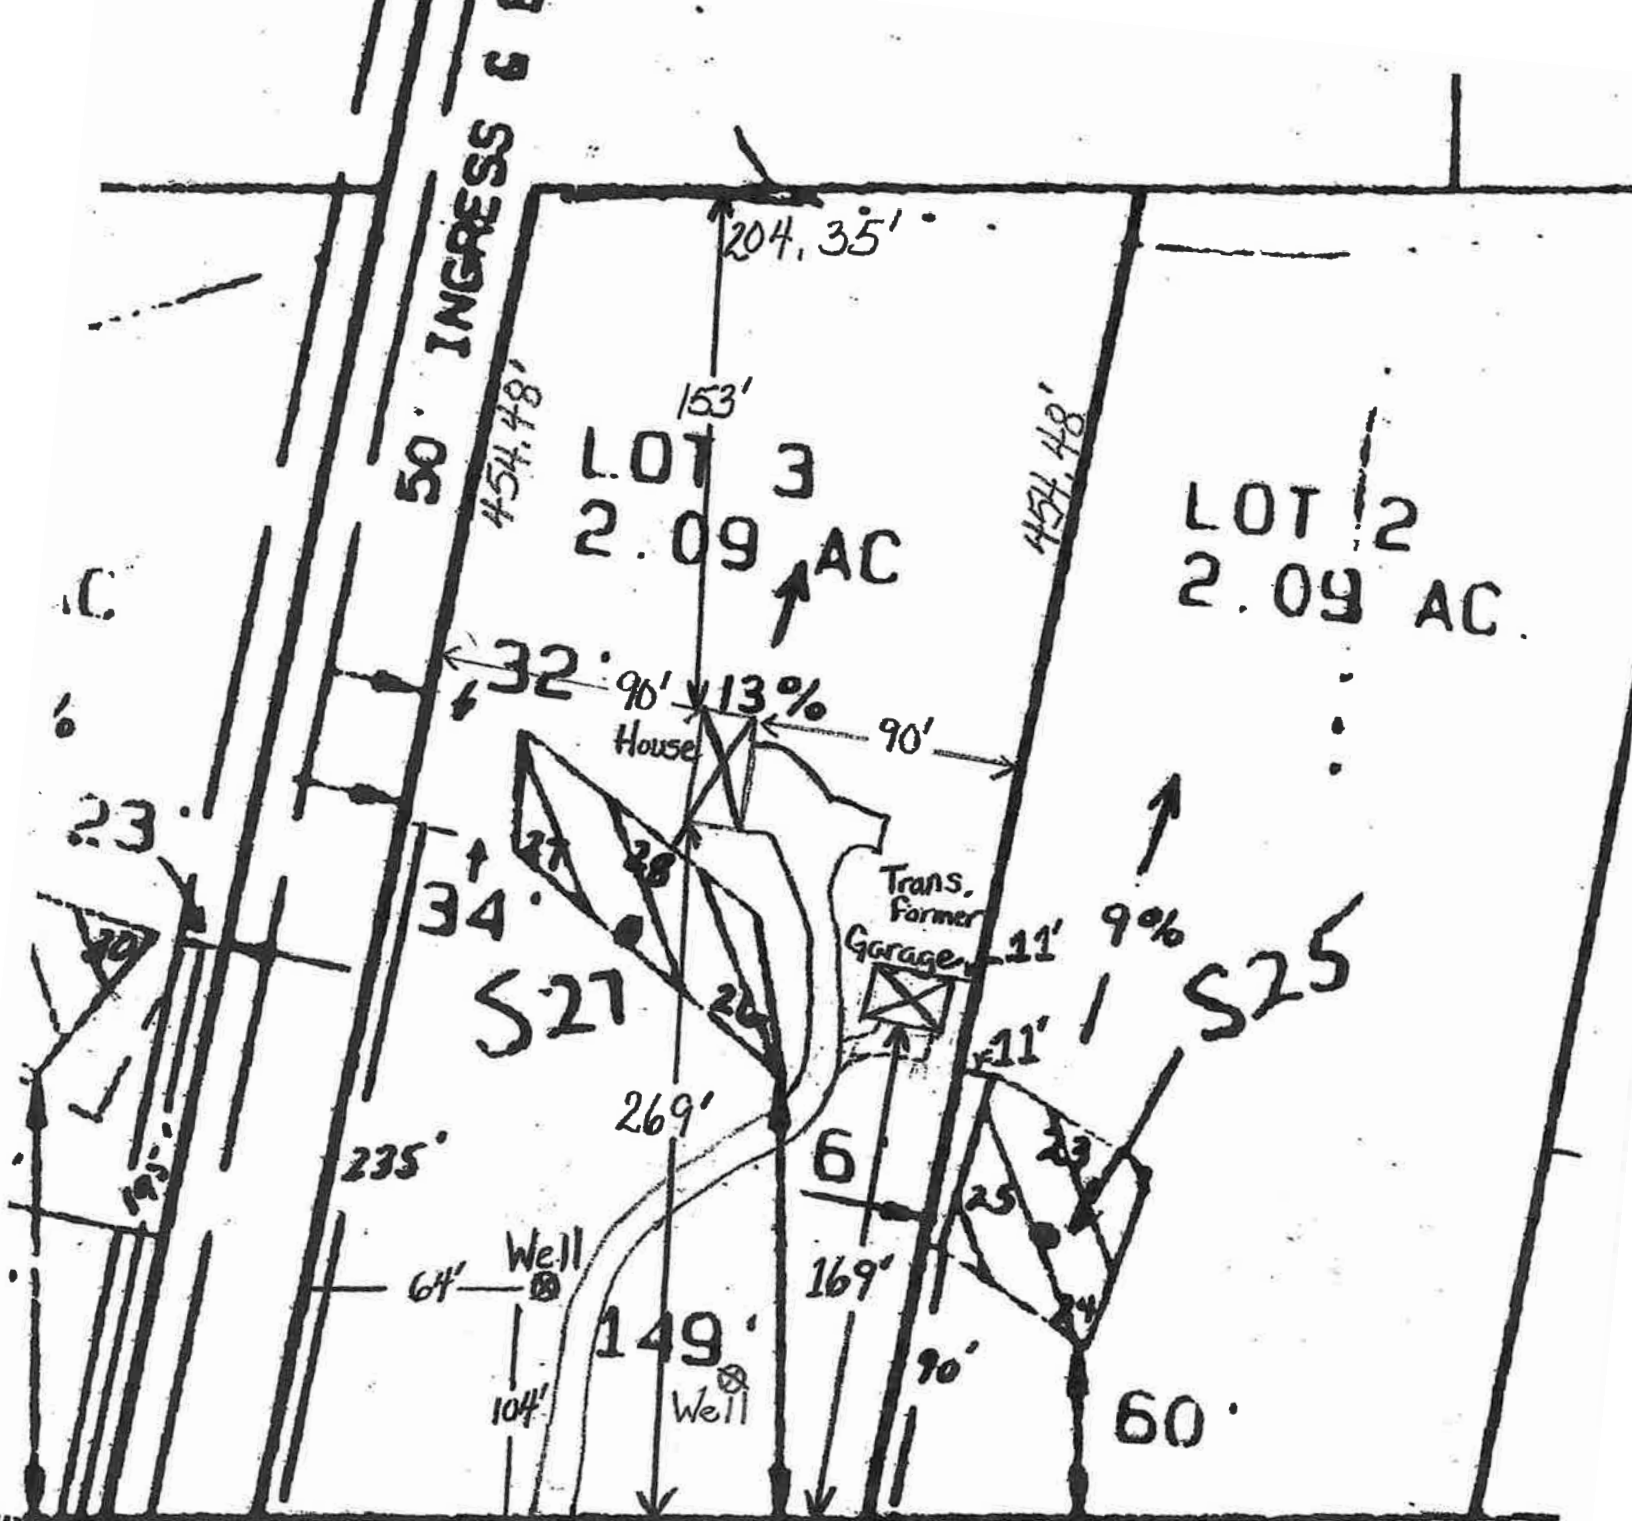 50' INGRESS &
204.35'
454.48'
153'
454.48'
LOT 3
2.09 AC
LOT 2
2.09 AC.
32'
90'
13%
House
90'
23'
27
28
34'
Trans.
former
Garage
11'
9%
S25
20
S27
26
11'
269'
6'
235'
23
25
195'
Well
64'
169'
24
149'
90'
104'
Well
60'